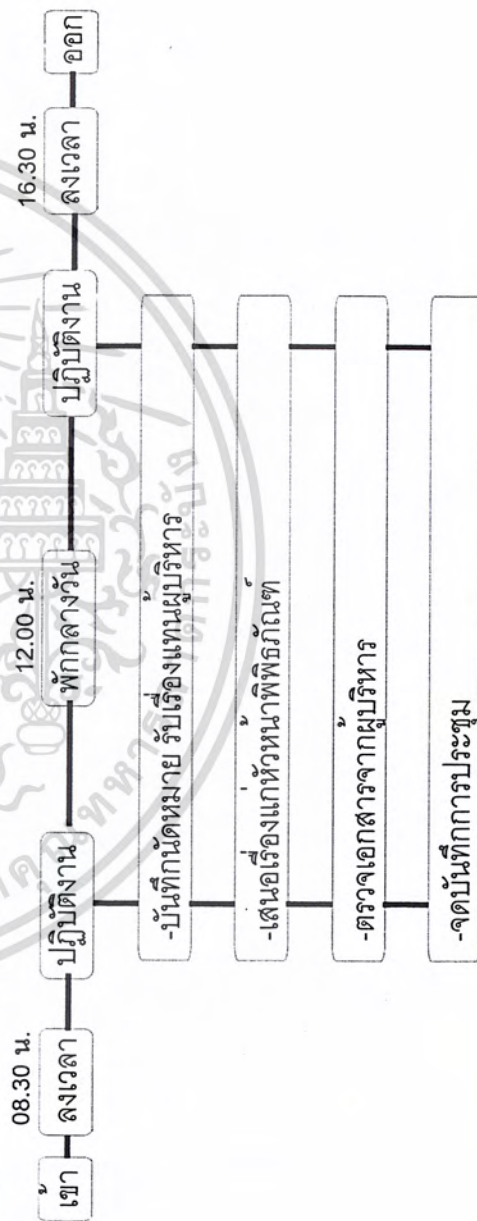 08.30 น.
12.00 น.
16.30 น.
เข้า
ลงเวลา
ปฏิบัติงาน
พักกลางวัน
ปฏิบัติงาน
ลงเวลา
ออก
-บันทึกนัดหมาย รับเรื่องแทนผู้บริหาร
-เสนอเรื่องแก่หัวหน้าพิพิธภัณฑ์
-ตรวจเอกสารจากผู้บริหาร
-จดบันทึกการประชุม